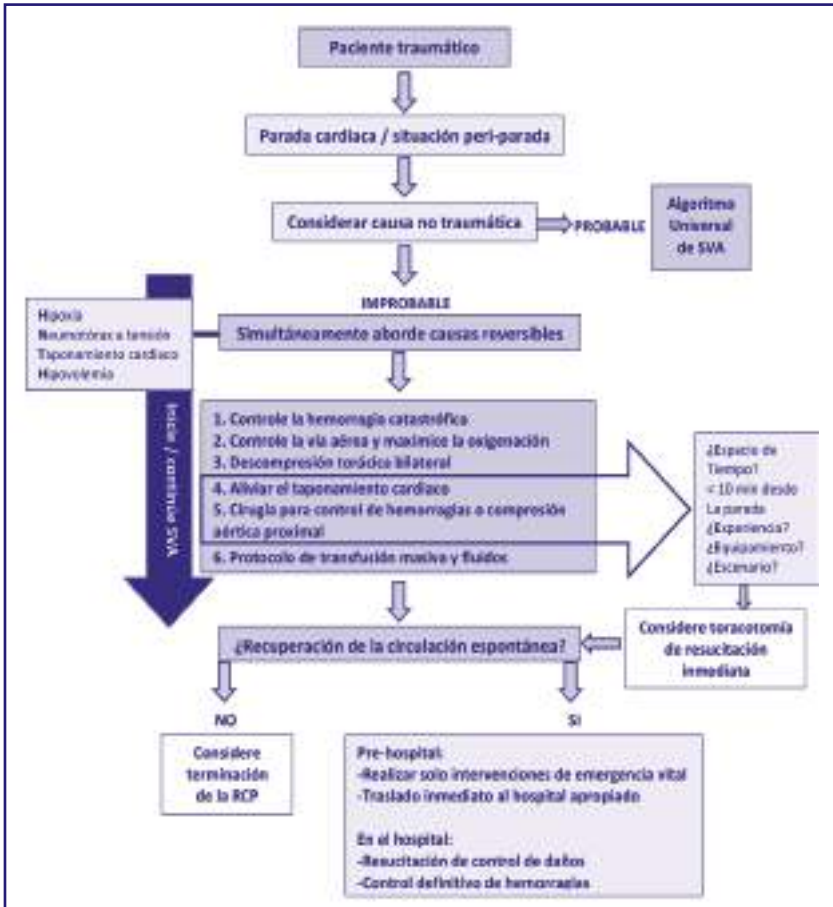 Paciente traumático
Parada cardiaca / situación peri-parada
Considerar causa no traumática
PROBABLE
Algoritmo
Universal
de SVA
IMPROBABLE
Hipoxia
Neumotórax a tensión
Taponamiento cardiaco
Hipovolemia
Simultáneamente aborde causas reversibles
Inicie / continue SVA
1. Controle la hemorragia catastrófica
2. Controle la vía aérea y maximice la oxigenación
3. Descompresión torácica bilateral
4. Aliviar el taponamiento cardiaco
5. Cirugía para control de hemorragias o compresión
aórtica proximal
6. Protocolo de transfusión masiva y fluidos
¿Espacio de
Tiempo?
< 10 min desde
La parada
¿Experiencia?
¿Equipamiento?
¿Escenario?
Considere toracotomía
de resucitación
inmediata
¿Recuperación de la circulación espontánea?
NO
SI
Considere
terminación
de la RCP
Pre-hospital:
-Realizar solo intervenciones de emergencia vital
-Traslado inmediato al hospital apropiado
En el hospital:
-Resucitación de control de daños
-Control definitivo de hemorragias